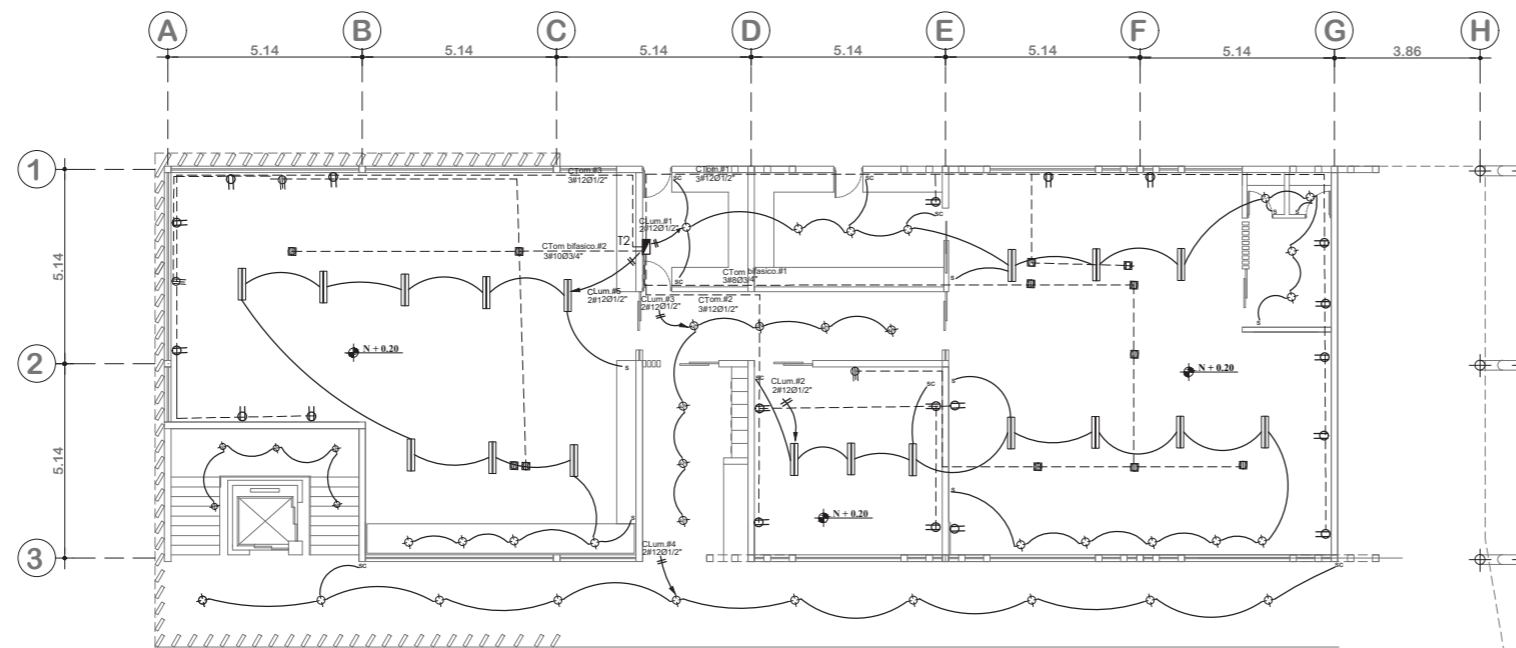 A B C D E F G H
5.14 5.14 5.14 5.14 5.14 5.14 3.86
1
CTom.#3
3#12Ø1/2"
CTom.#1
3#12Ø1/2"
sc
sc
CLum.#1
2#12Ø1/2"
sc
T2
5.14
CTom bifasico.#2
3#10Ø3/4"
CTom bifasico.#1
3#8Ø3/4"
sc
s
CLum.#5
2#12Ø1/2"
CLum.#3
2#12Ø1/2"
CTom.#2
3#12Ø1/2"
s
N + 0.20
2
s
N + 0.20
sc
CLum.#2
2#12Ø1/2"
sc
s
5.14
s
s
N + 0.20
CLum.#4
2#12Ø1/2"
3
sc
sc